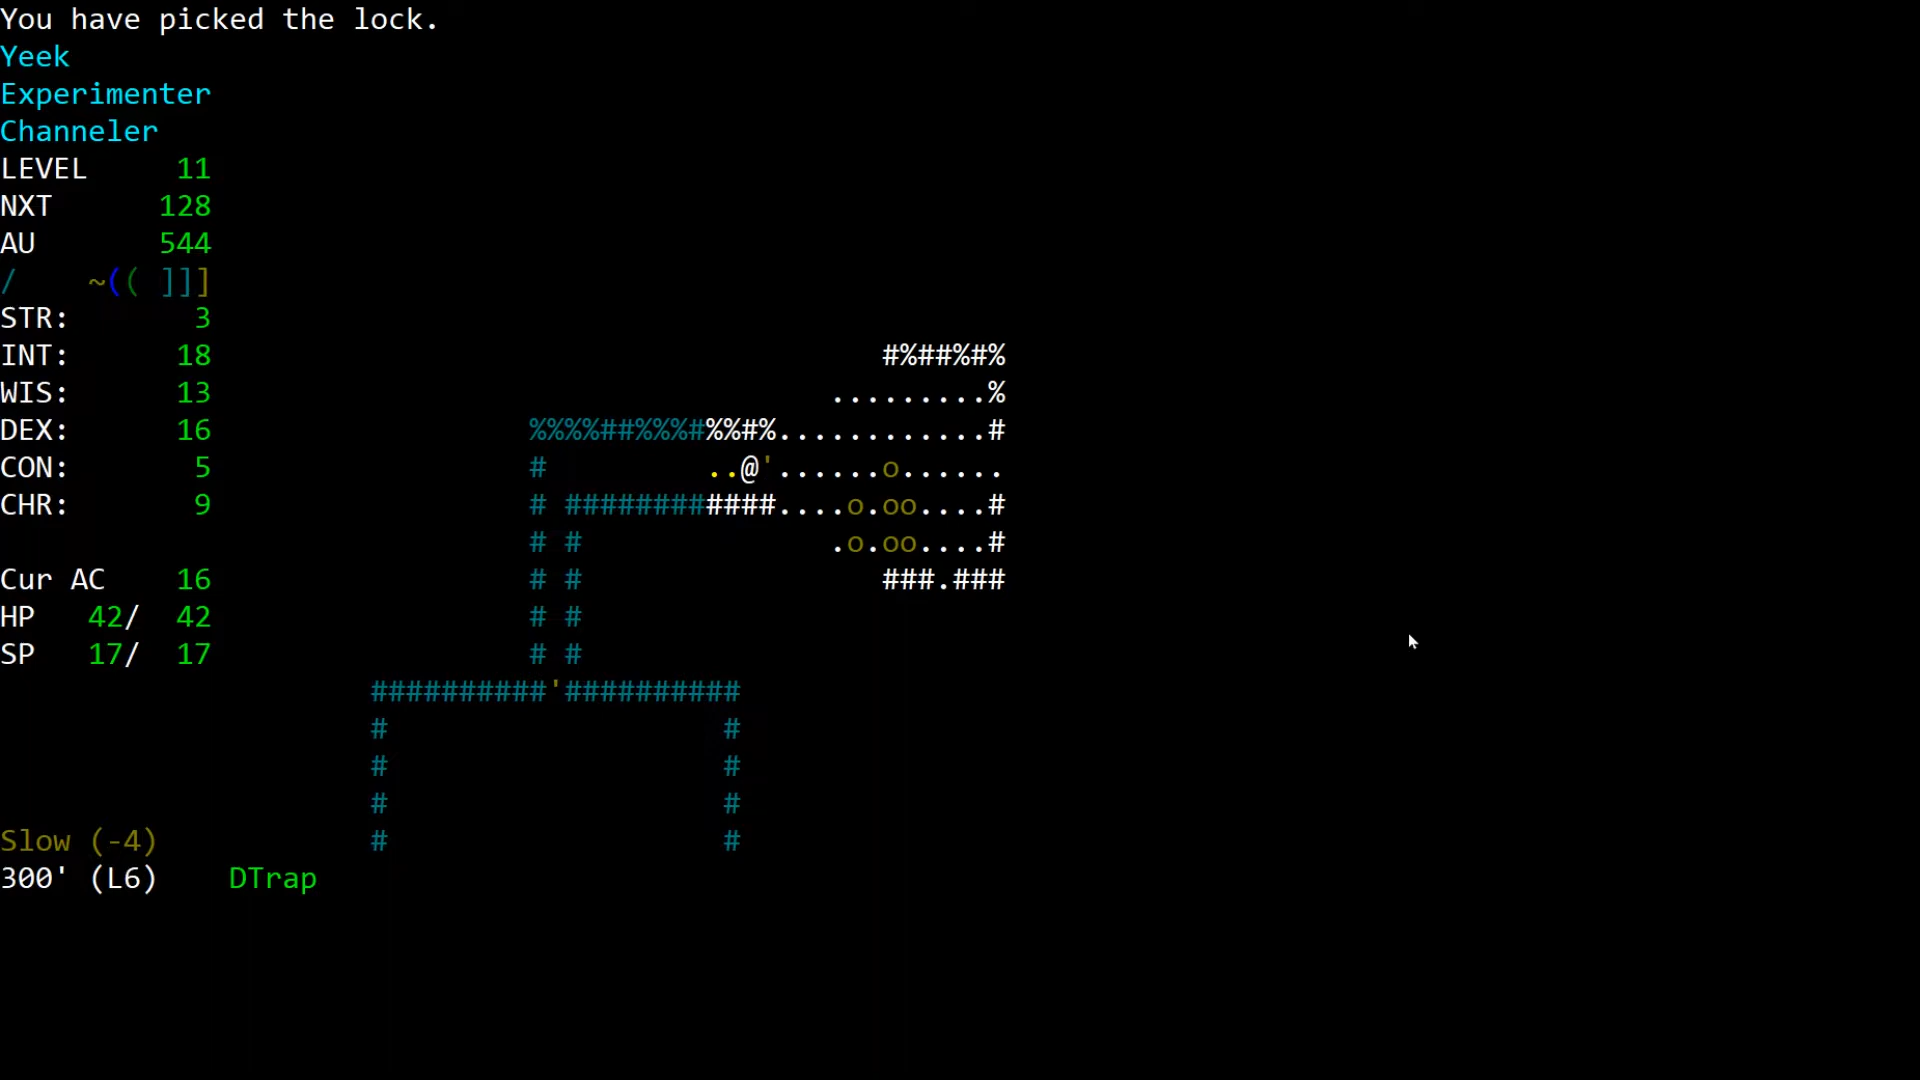 You have picked the lock.
Yeek
Experimenter
Channeler
LEVEL     11
NXT      128
AU       544
/    ~(( ]]]
STR:       3
INT:      18
                                                  #%##%#%
WIS:      13                                   .........%
DEX:      16                  %%%%##%%%#%%#%............#
CON:       5                  #         ..@'......o......
CHR:       9                  # ############....o.oo....#
                              # #              .o.oo....#
Cur AC    16                  # #                 ###.###
HP   42/  42                  # #
SP   17/  17                  # #
                     ##########'##########
                     #                   #
                     #                   #
                     #                   #
Slow (-4)            #                   #
300' (L6)    DTrap